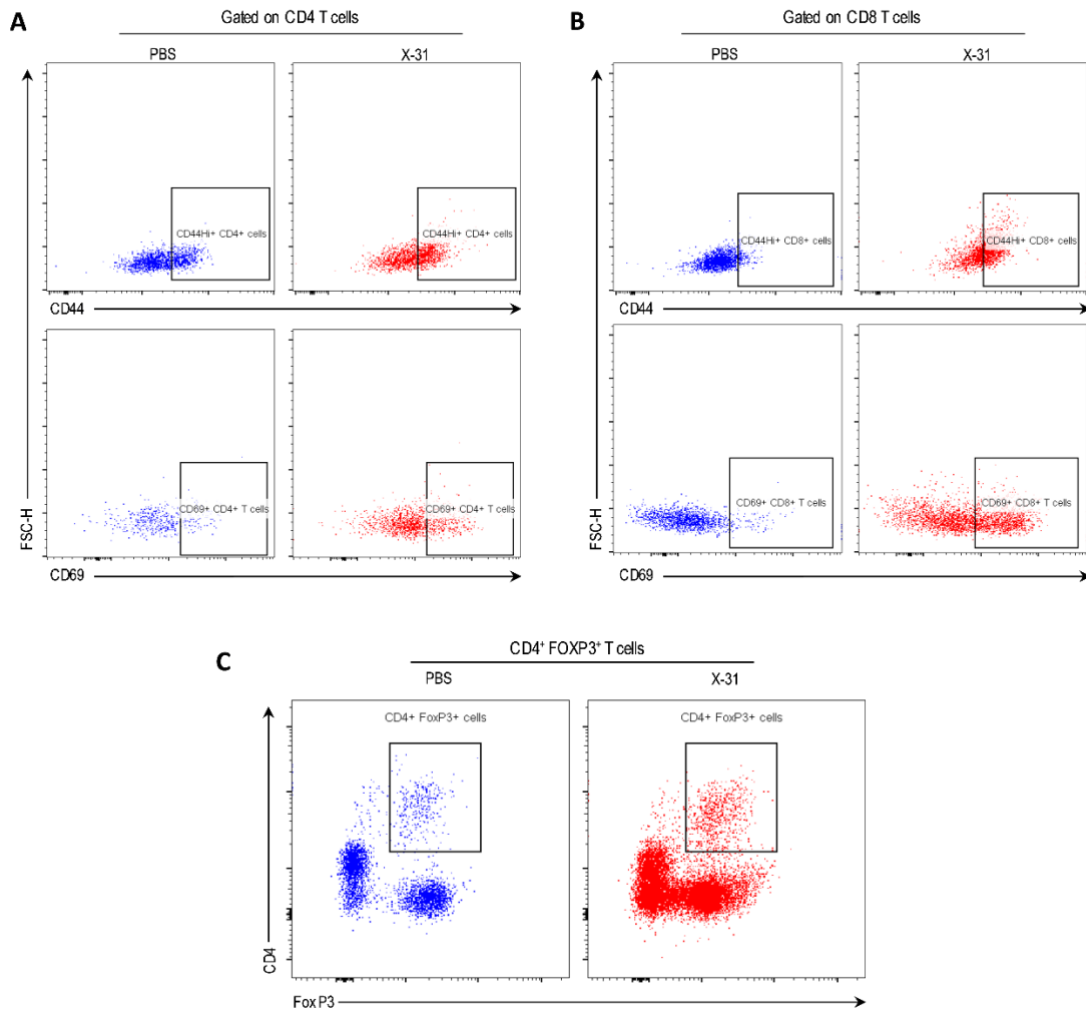 A
Gated on CD4 T cells
PBS
X-31
CD44Hi+ CD4+ cells
CD44Hi+ CD4+ cells
CD44
CD69+ CD4+ T cells
CD69+ CD4+ T cells
FSC-H
CD69
B
Gated on CD8 T cells
PBS
X-31
CD44Hi+ CD8+ cells
CD44Hi+ CD8+ cells
CD44
CD69+ CD8+ T cells
CD69+ CD8+ T cells
FSC-H
CD69
C
CD4⁺ FOXP3⁺ T cells
PBS
X-31
CD4+ FoxP3+ cells
CD4+ FoxP3+ cells
CD4
FoxP3